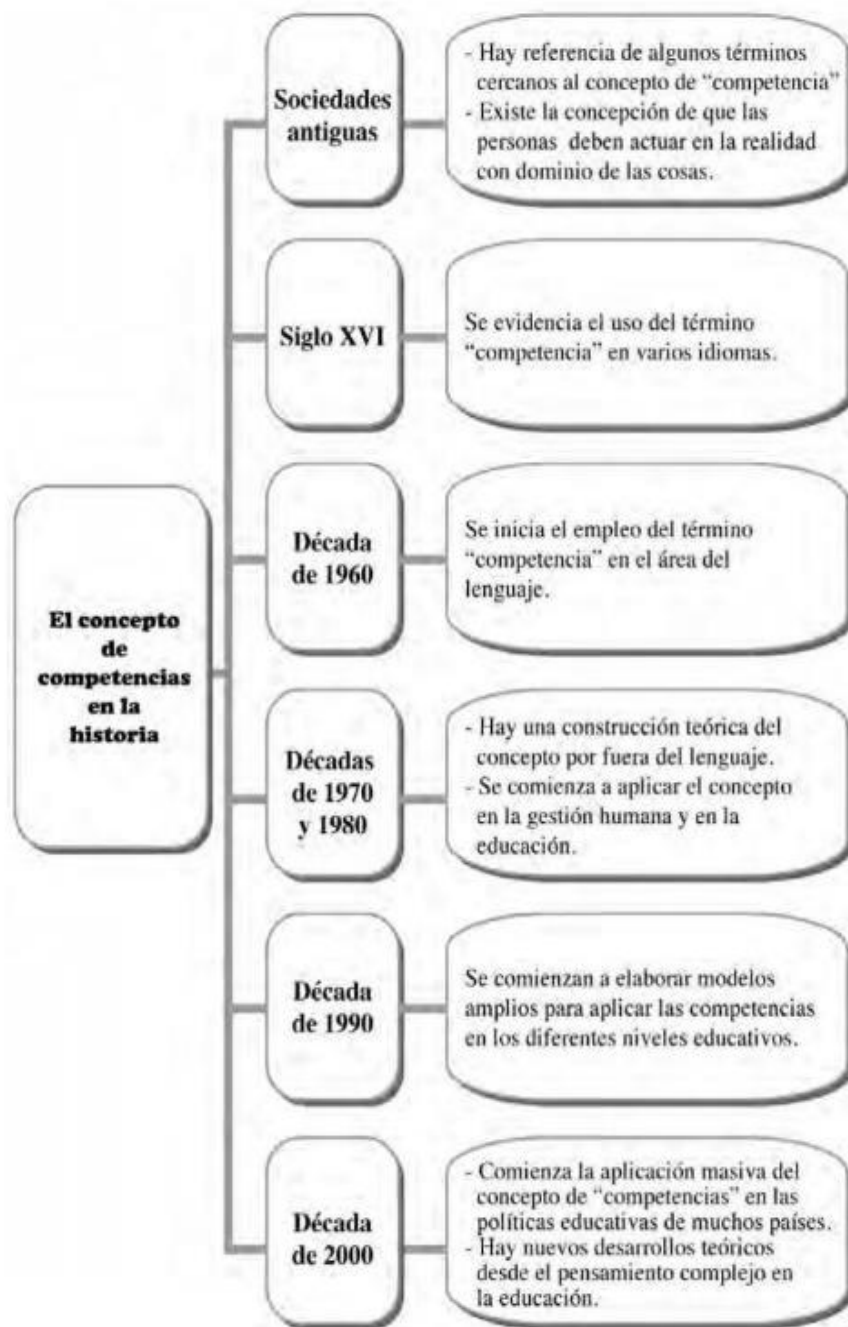 Sociedades
antiguas
- Hay referencia de algunos términos
cercanos al concepto de “competencia”
- Existe la concepción de que las
personas deben actuar en la realidad
con dominio de las cosas.
Siglo XVI
Se evidencia el uso del término
“competencia” en varios idiomas.
Década
de 1960
Se inicia el empleo del término
“competencia” en el área del
lenguaje.
El concepto
de
competencias
en la
historia
Décadas
de 1970
y 1980
- Hay una construcción teórica del
concepto por fuera del lenguaje.
- Se comienza a aplicar el concepto
en la gestión humana y en la
educación.
Década
de 1990
Se comienzan a elaborar modelos
amplios para aplicar las competencias
en los diferentes niveles educativos.
Década
de 2000
- Comienza la aplicación masiva del
concepto de “competencias” en las
políticas educativas de muchos países.
- Hay nuevos desarrollos teóricos
desde el pensamiento complejo en
la educación.